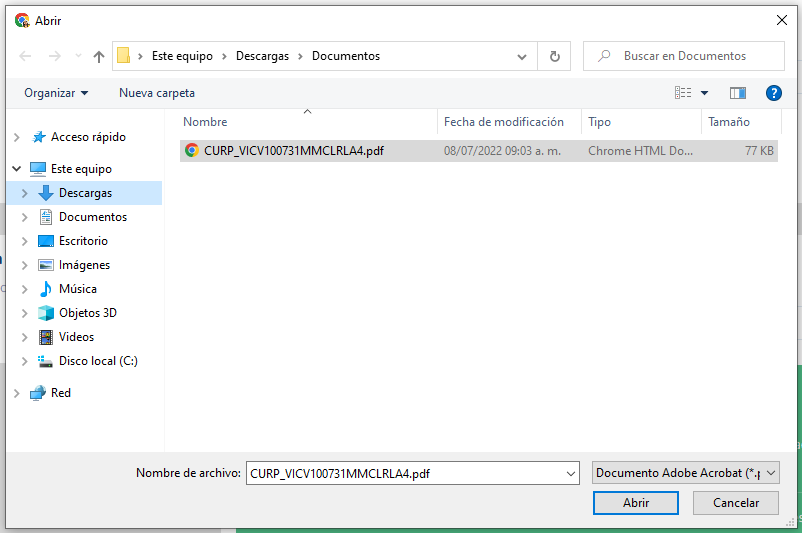 Abrir
Este equipo > Descargas > Documentos
Buscar en Documentos
Organizar
Nueva carpeta
?
Nombre
Fecha de modificación
Tipo
Tamaño
CURP_VICV100731MMCLRLA4.pdf
08/07/2022 09:03 a. m.
Chrome HTML Do...
77 KB
Acceso rápido
Este equipo
Descargas
Documentos
Escritorio
Imágenes
Música
Objetos 3D
Videos
Disco local (C:)
Red
Nombre de archivo:
CURP_VICV100731MMCLRLA4.pdf
Documento Adobe Acrobat (*.p
Abrir
Cancelar